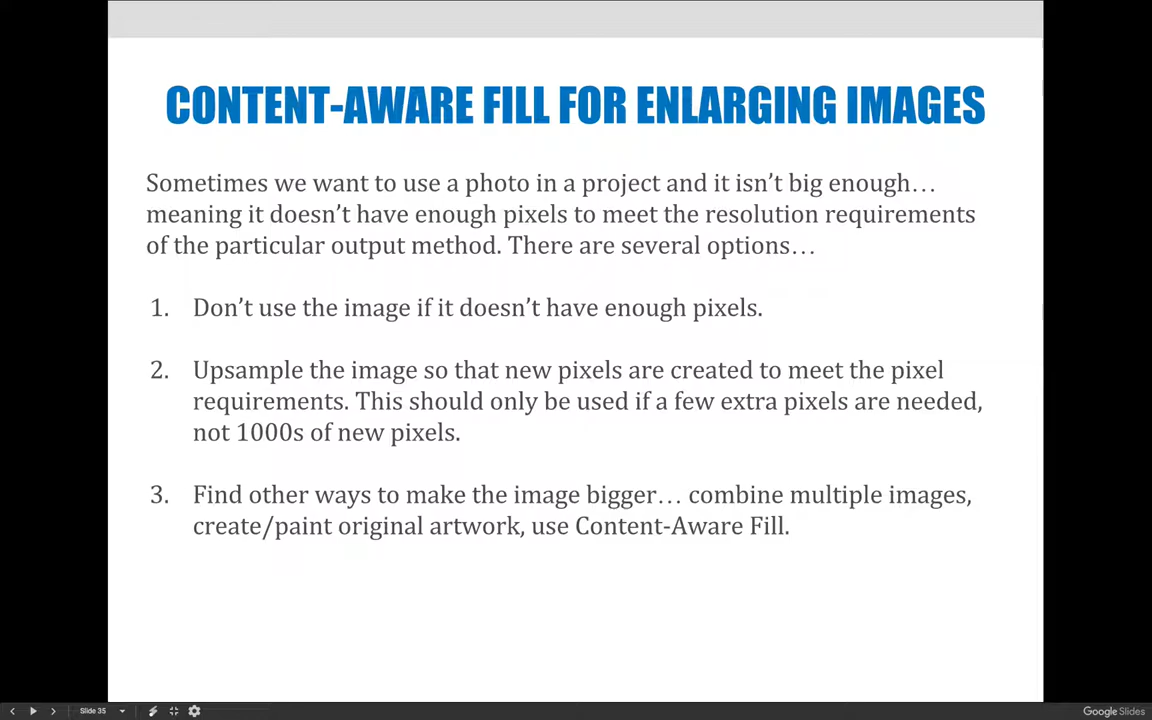 CONTENT-AWARE FILL FOR ENLARGING IMAGES
Sometimes we want to use a photo in a project and it isn’t big enough…
meaning it doesn’t have enough pixels to meet the resolution requirements
of the particular output method. There are several options…
1. Don’t use the image if it doesn’t have enough pixels.
2. Upsample the image so that new pixels are created to meet the pixel
requirements. This should only be used if a few extra pixels are needed,
not 1000s of new pixels.
3. Find other ways to make the image bigger… combine multiple images,
create/paint original artwork, use Content-Aware Fill.
Slide 35
Google Slides